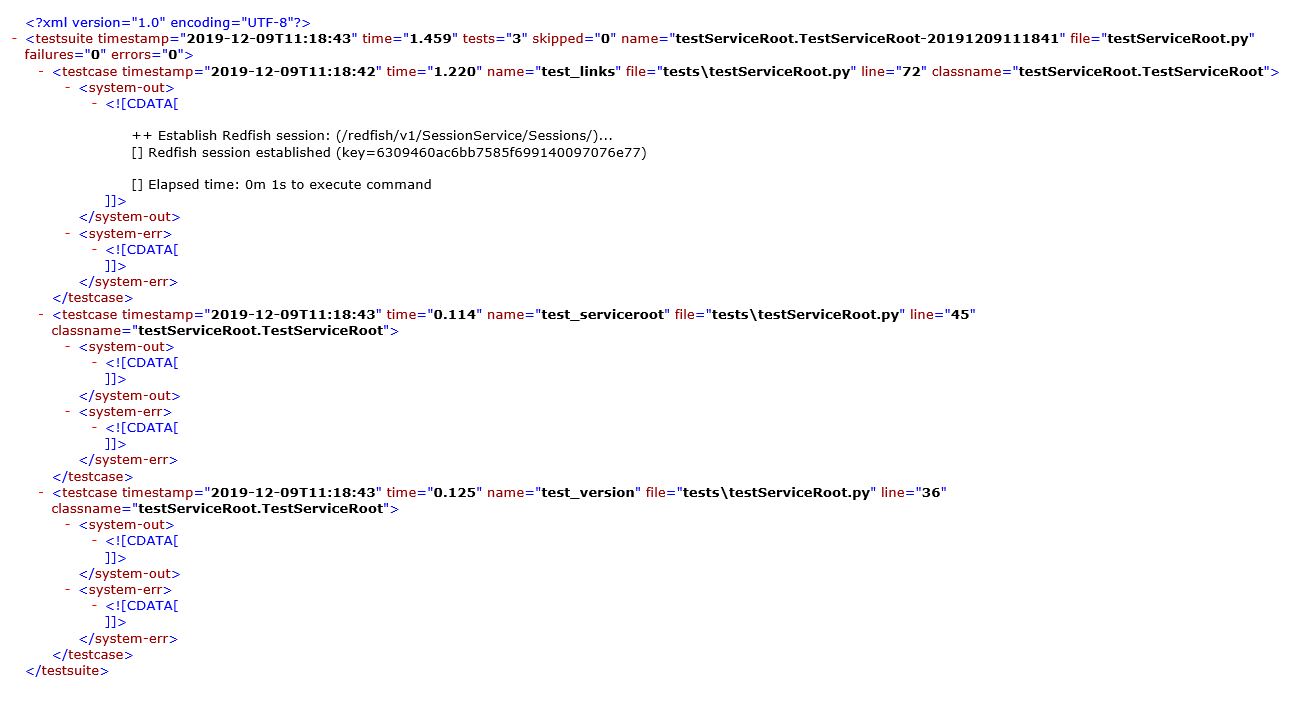 <?xml version="1.0" encoding="UTF-8"?>
- <testsuite timestamp="2019-12-09T11:18:43" time="1.459" tests="3" skipped="0" name="testServiceRoot.TestServiceRoot-20191209111841" file="testServiceRoot.py"
failures="0" errors="0">
- <testcase timestamp="2019-12-09T11:18:42" time="1.220" name="test_links" file="tests\testServiceRoot.py" line="72" classname="testServiceRoot.TestServiceRoot">
- <system-out>
- <![CDATA[
++ Establish Redfish session: (/redfish/v1/SessionService/Sessions/)...
[] Redfish session established (key=6309460ac6bb7585f699140097076e77)
[] Elapsed time: 0m 1s to execute command
]]>
</system-out>
- <system-err>
- <![CDATA[
]]>
</system-err>
</testcase>
- <testcase timestamp="2019-12-09T11:18:43" time="0.114" name="test_serviceroot" file="tests\testServiceRoot.py" line="45"
classname="testServiceRoot.TestServiceRoot">
- <system-out>
- <![CDATA[
]]>
</system-out>
- <system-err>
- <![CDATA[
]]>
</system-err>
</testcase>
- <testcase timestamp="2019-12-09T11:18:43" time="0.125" name="test_version" file="tests\testServiceRoot.py" line="36"
classname="testServiceRoot.TestServiceRoot">
- <system-out>
- <![CDATA[
]]>
</system-out>
- <system-err>
- <![CDATA[
]]>
</system-err>
</testcase>
</testsuite>